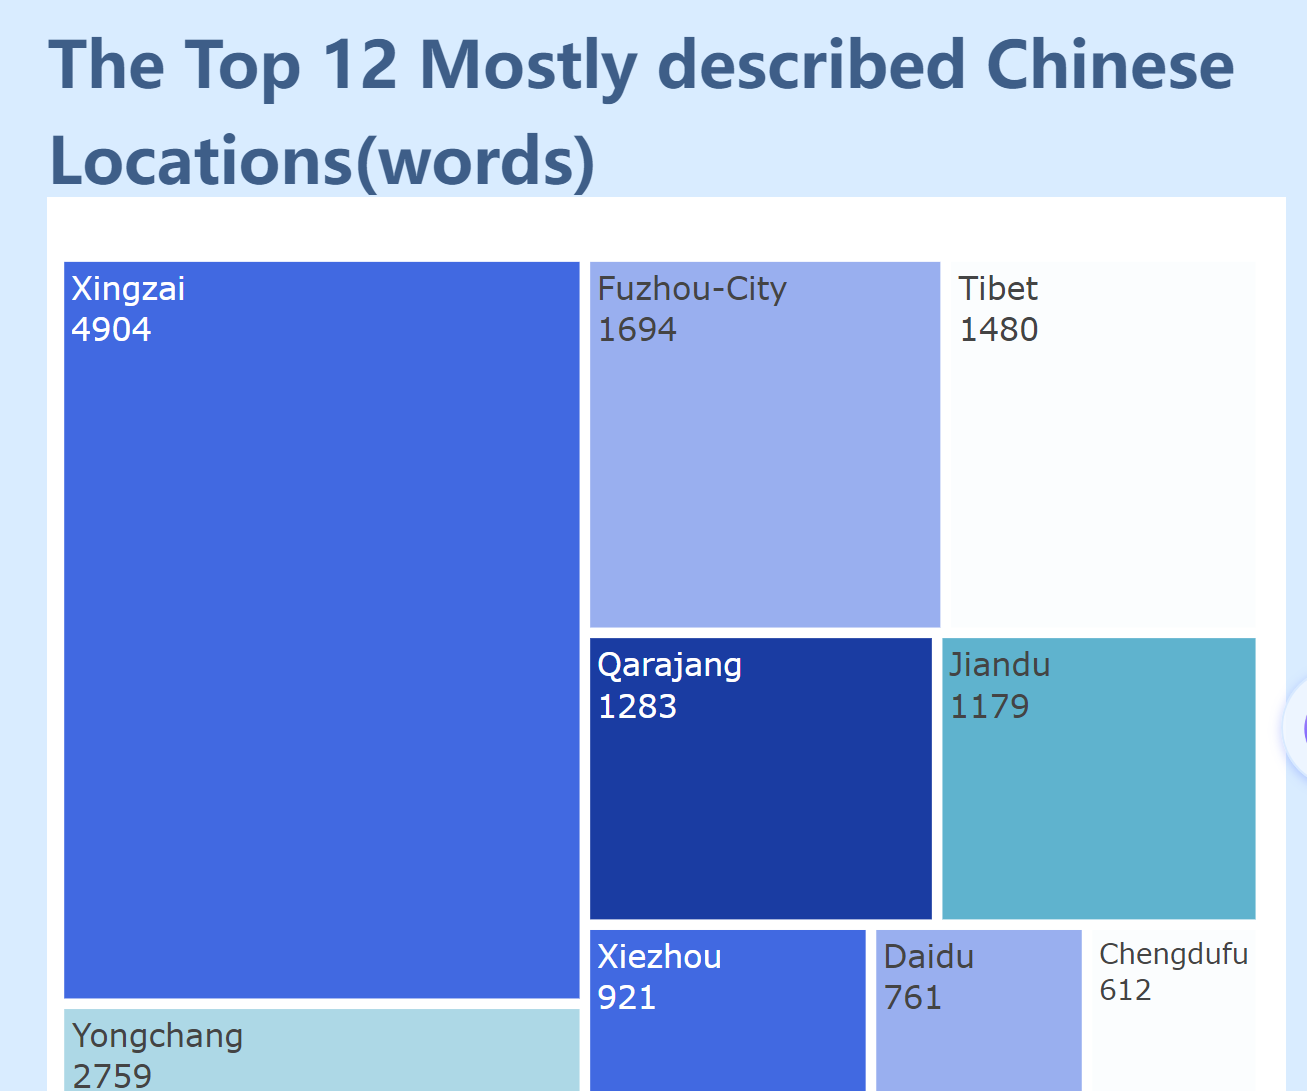 The Top 12 Mostly described Chinese
Locations(words)
Xingzai
4904
Fuzhou-City
1694
Tibet
1480
Qarajang
1283
Jiandu
1179
Xiezhou
921
Daidu
761
Chengdufu
612
Yongchang
2759